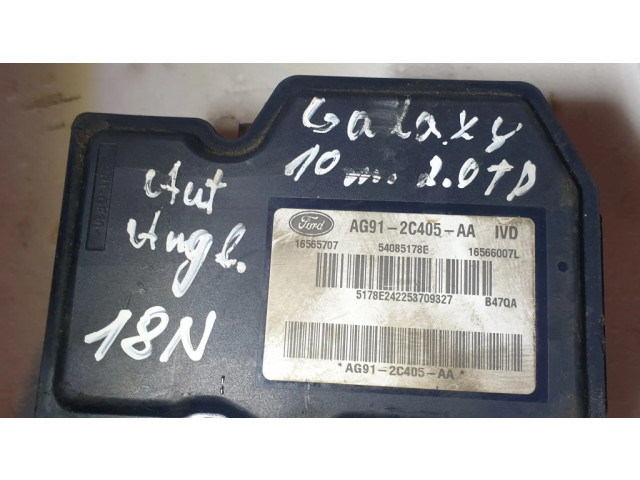 Galaxy
10 m. 2.0TD
Aut
Angl.
18N
Ford
AG91-2C405-AA IVD
16565707 54085178E 16566007L
5178E242253709327 B47QA
*AG91-2C405-AA*